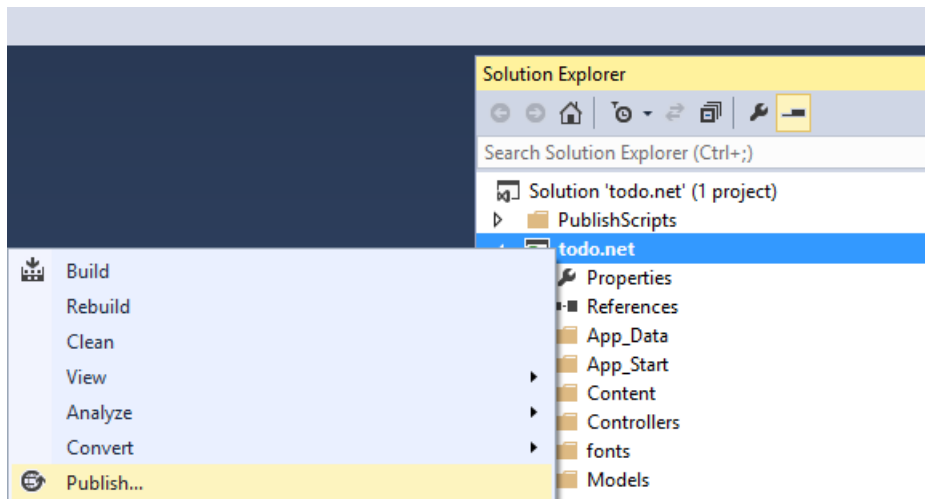 Solution Explorer
Search Solution Explorer (Ctrl+;)
Solution 'todo.net' (1 project)
PublishScripts
todo.net
Properties
References
App_Data
App_Start
Content
Controllers
fonts
Models
Build
Rebuild
Clean
View
Analyze
Convert
Publish...